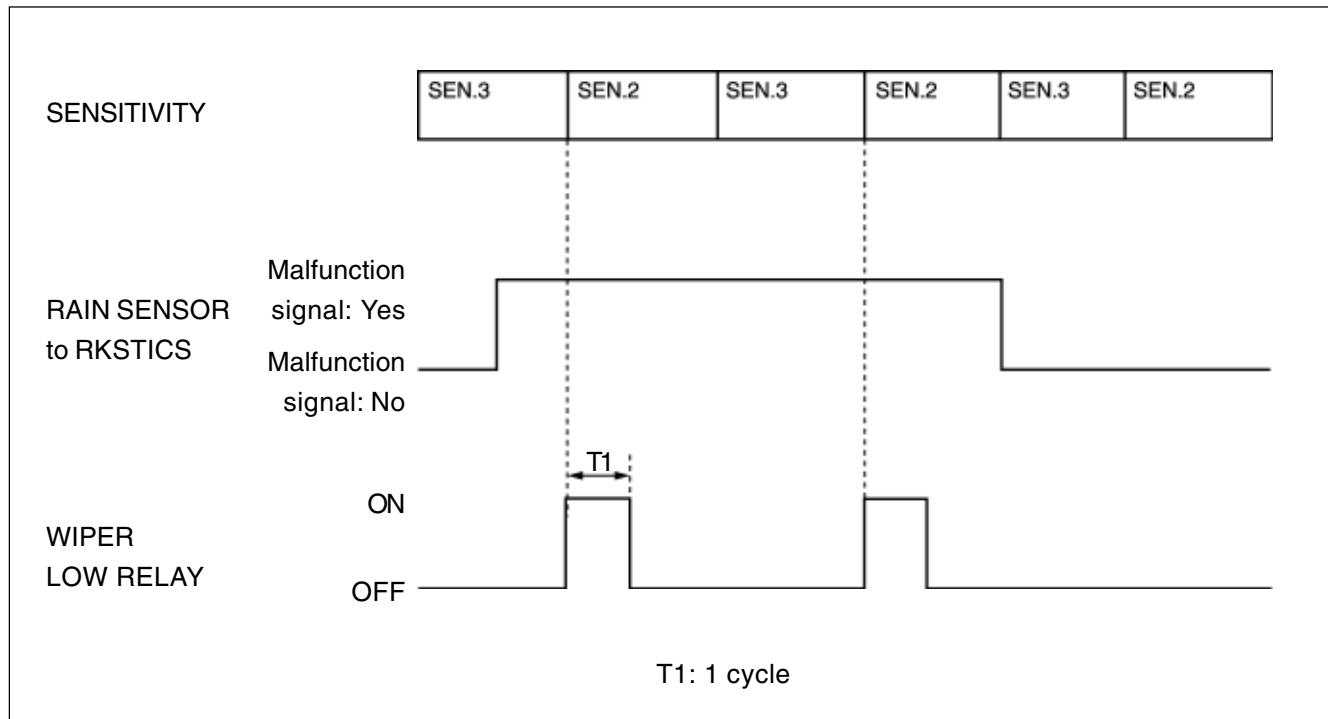 SENSITIVITY
SEN.3 SEN.2 SEN.3 SEN.2 SEN.3 SEN.2
RAIN SENSOR
to RKSTICS
Malfunction
signal: Yes
Malfunction
signal: No
T1
WIPER
LOW RELAY
ON
OFF
T1: 1 cycle